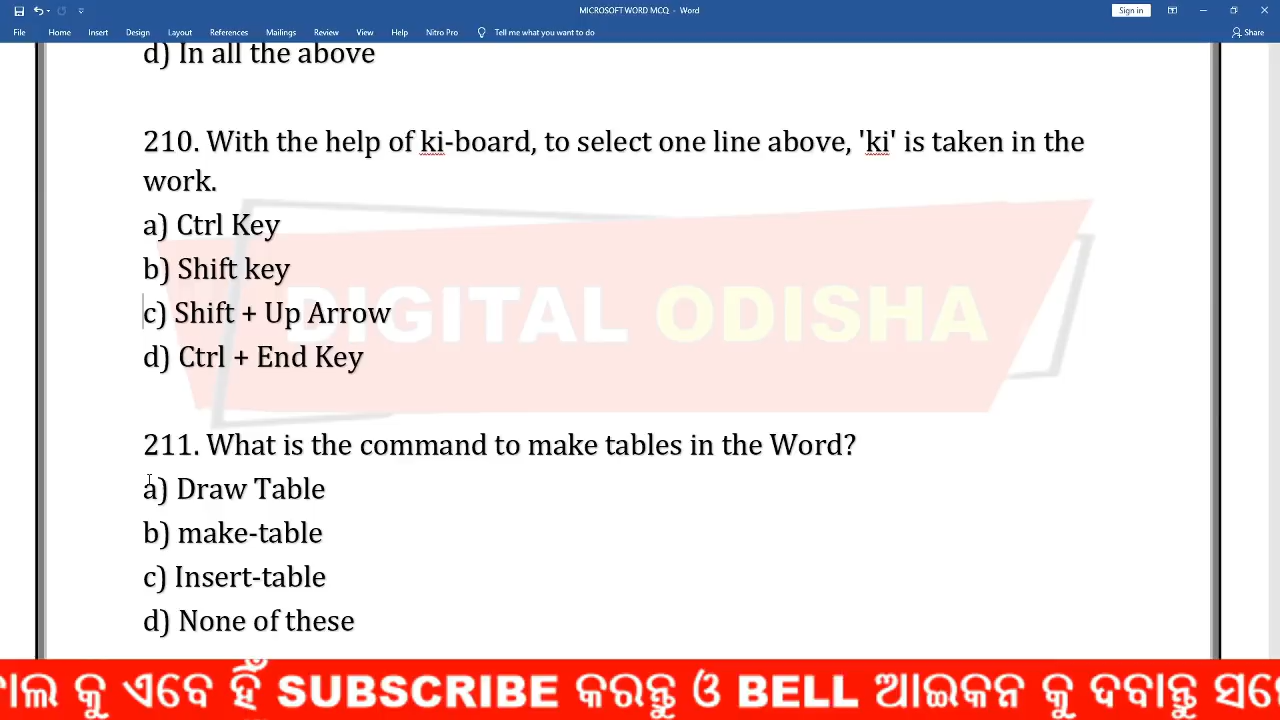 MICROSOFT WORD MCQ - Word
Sign in
File Home Insert Design Layout References Mailings Review View Help Nitro Pro Tell me what you want to do Share
d) In all the above
210. With the help of ki-board, to select one line above, 'ki' is taken in the
work.
a) Ctrl Key
b) Shift key
c) Shift + Up Arrow
d) Ctrl + End Key
DIGITAL ODISHA
211. What is the command to make tables in the Word?
a) Draw Table
b) make-table
c) Insert-table
d) None of these
କୁ ଏବେ ହିଁ SUBSCRIBE କରନ୍ତୁ ଓ BELL ଆଇକନ କୁ ଦବାନ୍ତୁ